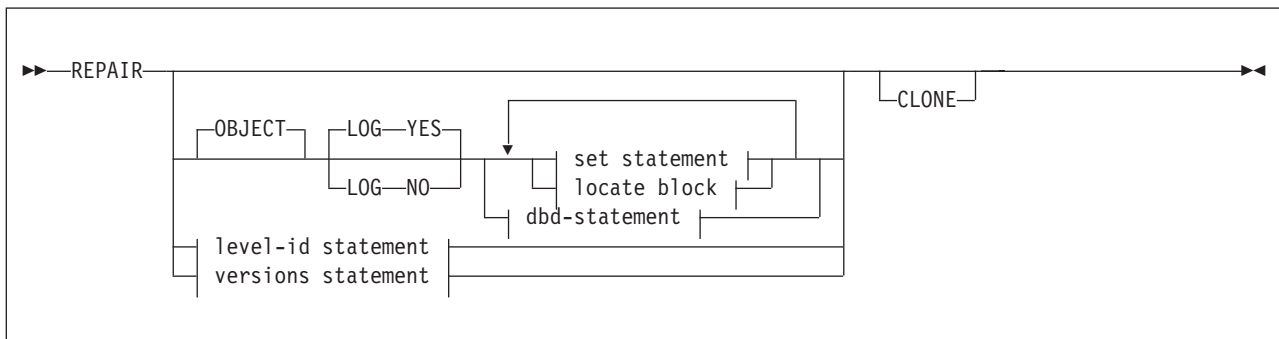 REPAIR
CLONE
OBJECT LOG YES
LOG NO
set statement
locate block
dbd-statement
level-id statement
versions statement